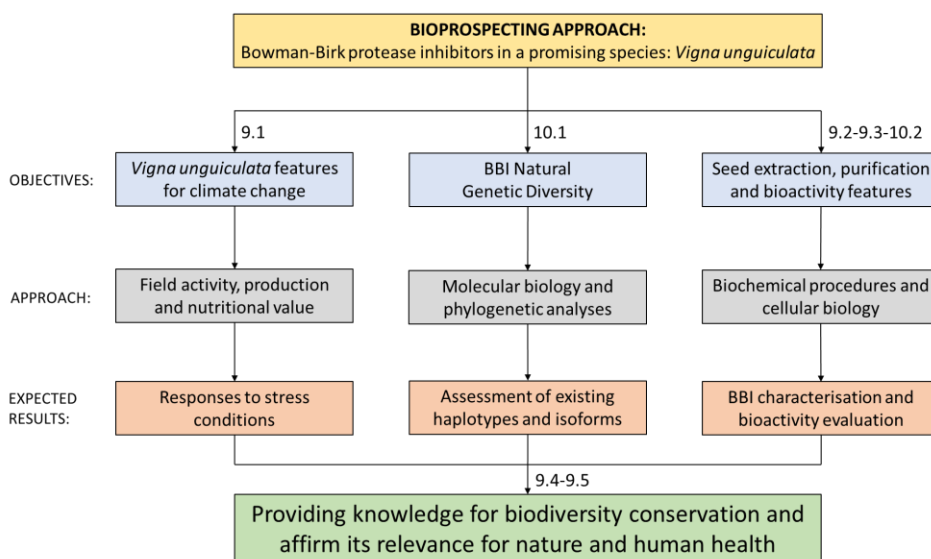 BIOPROSPECTING APPROACH:
Bowman-Birk protease inhibitors in a promising species: Vigna unguiculata
9.1
10.1
9.2-9.3-10.2
OBJECTIVES:
Vigna unguiculata features
for climate change
BBI Natural
Genetic Diversity
Seed extraction, purification
and bioactivity features
APPROACH:
Field activity, production
and nutritional value
Molecular biology and
phylogenetic analyses
Biochemical procedures and
cellular biology
EXPECTED
RESULTS:
Responses to stress
conditions
Assessment of existing
haplotypes and isoforms
BBI characterisation and
bioactivity evaluation
9.4-9.5
Providing knowledge for biodiversity conservation and
affirm its relevance for nature and human health